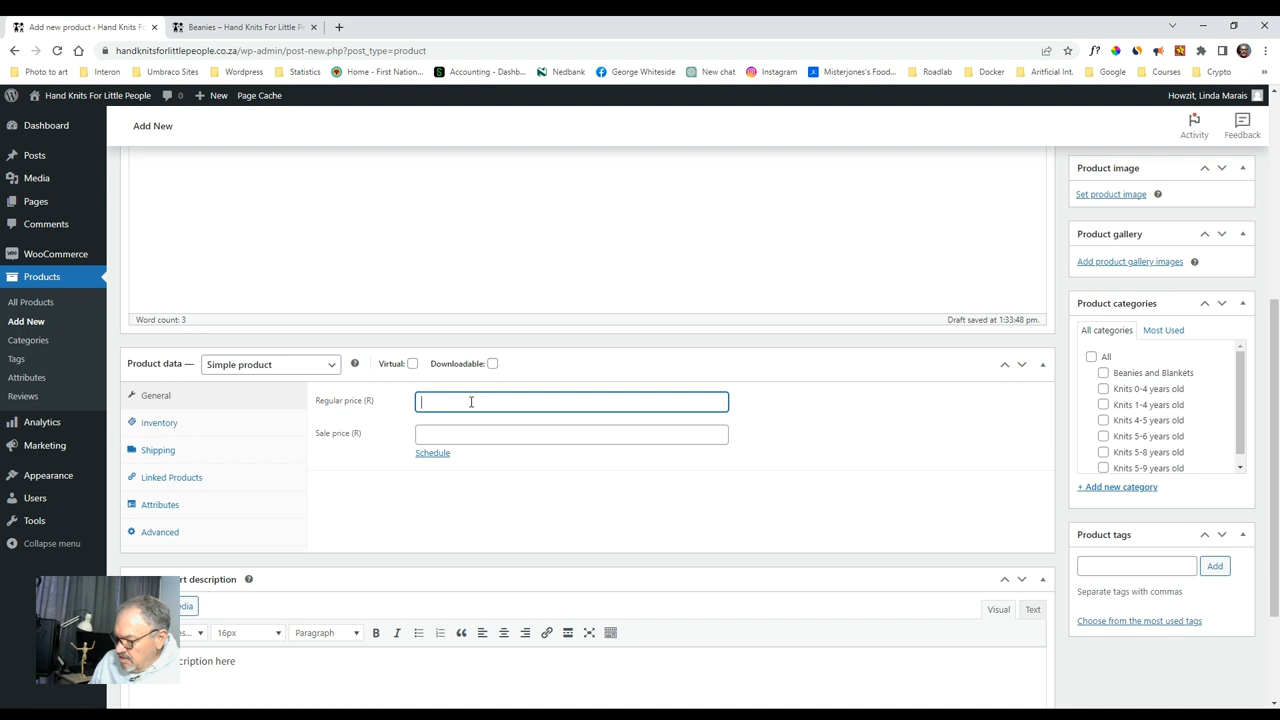 Add new product ‹ Hand Knits F
Beanies – Hand Knits For Little Pe
handknitsforlittlepeople.co.za/wp-admin/post-new.php?post_type=product
Photo to art
Interon
Umbraco Sites
Wordpress
Statistics
Home - First Nation...
Accounting - Dashb...
Nedbank
George Whiteside
New chat
Instagram
Misterjones's Food...
Roadlab
Docker
Aritficial Int.
Google
Courses
Crypto
»
Hand Knits For Little People
0
+ New
Page Cache
Howzit, Linda Marais
Dashboard
Posts
Media
Pages
Comments
WooCommerce
Products
All Products
Add New
Categories
Tags
Attributes
Reviews
Analytics
Marketing
Appearance
Users
Tools
Collapse menu
Add New
Activity
Feedback
Word count: 3
Draft saved at 1:33:48 pm.
Product data —
Simple product
Virtual:
Downloadable:
General
Inventory
Shipping
Linked Products
Attributes
Advanced
Regular price (R)
Sale price (R)
Schedule
Product image
Set product image
Product gallery
Add product gallery images
Product categories
All categories
Most Used
All
Beanies and Blankets
Knits 0-4 years old
Knits 1-4 years old
Knits 4-5 years old
Knits 5-6 years old
Knits 5-8 years old
Knits 5-9 years old
+ Add new category
Product tags
Add
Separate tags with commas
Choose from the most used tags
description
Visual
Text
16px
Paragraph
here